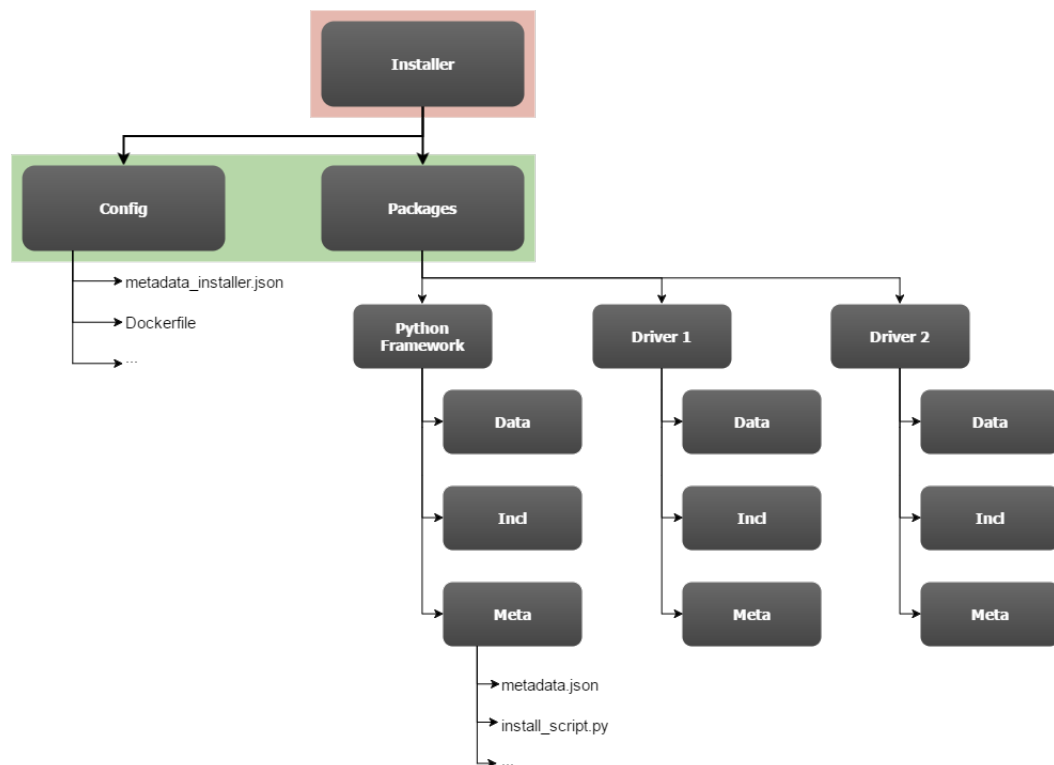 Installer
Config
Packages
metadata_installer.json
Dockerfile
...
Python
Framework
Driver 1
Driver 2
Data
Data
Data
Incl
Incl
Incl
Meta
Meta
Meta
metadata.json
install_script.py
...